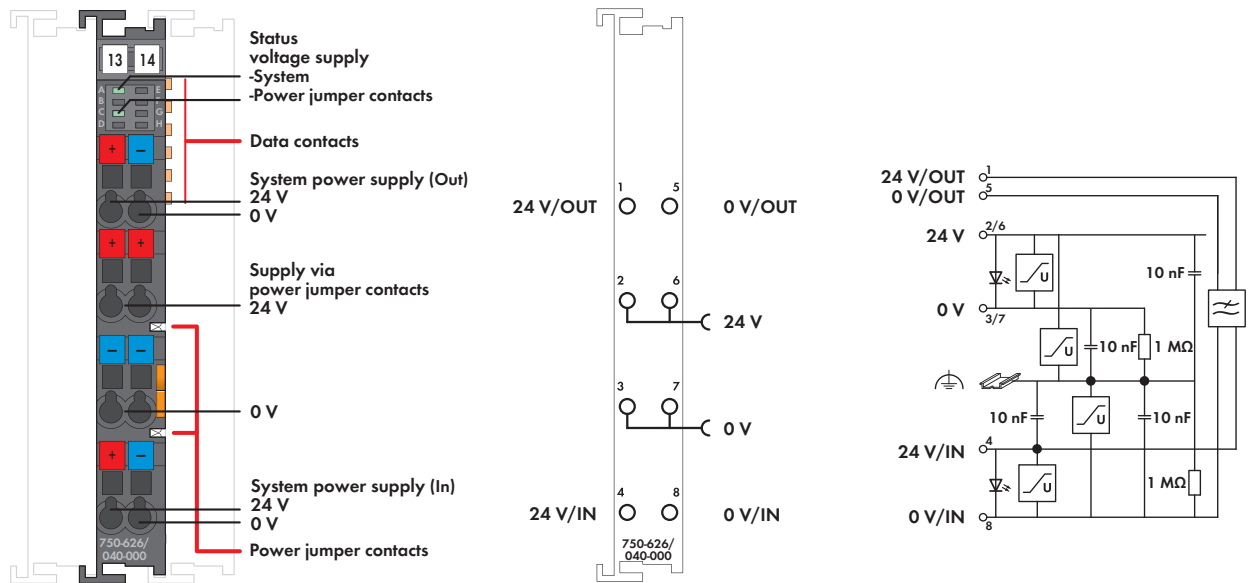 13 14
Status
voltage supply
-System
-Power jumper contacts
A E
B F
C G
D H
Data contacts
+ −
System power supply (Out)
24 V
0 V
+ +
Supply via
power jumper contacts
24 V
− −
0 V
+ −
System power supply (In)
24 V
0 V
750-626/
040-000
Power jumper contacts
1 5
24 V/OUT 0 V/OUT
2 6
24 V
3 7
0 V
4 8
24 V/IN 0 V/IN
750-626/
040-000
24 V/OUT 1
0 V/OUT 5
24 V 2/6
U
10 nF
0 V 3/7
U
10 nF 1 MΩ
10 nF U 10 nF
24 V/IN 4
U
1 MΩ
0 V/IN 8